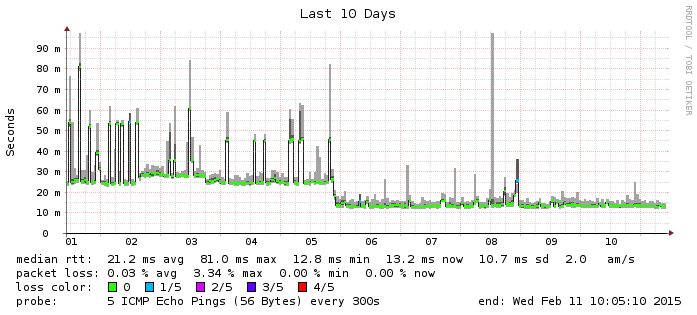 Last 10 Days
RRDTOOL / TOBI OETIKER
Seconds
90 m
80 m
70 m
60 m
50 m
40 m
30 m
20 m
10 m
0
01 02 03 04 05 06 07 08 09 10
median rtt: 21.2 ms avg 81.0 ms max 12.8 ms min 13.2 ms now 10.7 ms sd 2.0 am/s
packet loss: 0.03 % avg 3.34 % max 0.00 % min 0.00 % now
loss color: 0 1/5 2/5 3/5 4/5
probe: 5 ICMP Echo Pings (56 Bytes) every 300s end: Wed Feb 11 10:05:10 2015